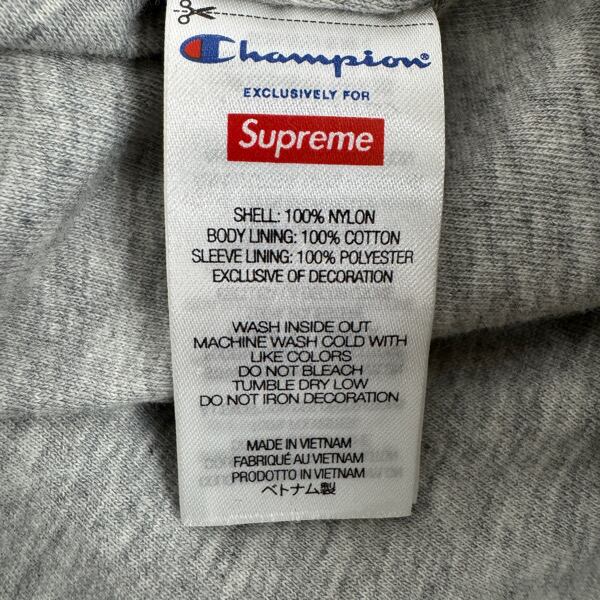 Champion®
EXCLUSIVELY FOR
Supreme
SHELL: 100% NYLON
BODY LINING: 100% COTTON
SLEEVE LINING: 100% POLYESTER
EXCLUSIVE OF DECORATION
WASH INSIDE OUT
MACHINE WASH COLD WITH
LIKE COLORS
DO NOT BLEACH
TUMBLE DRY LOW
DO NOT IRON DECORATION
MADE IN VIETNAM
FABRIQUÉ AU VIETNAM
PRODOTTO IN VIETNAM
ベトナム製